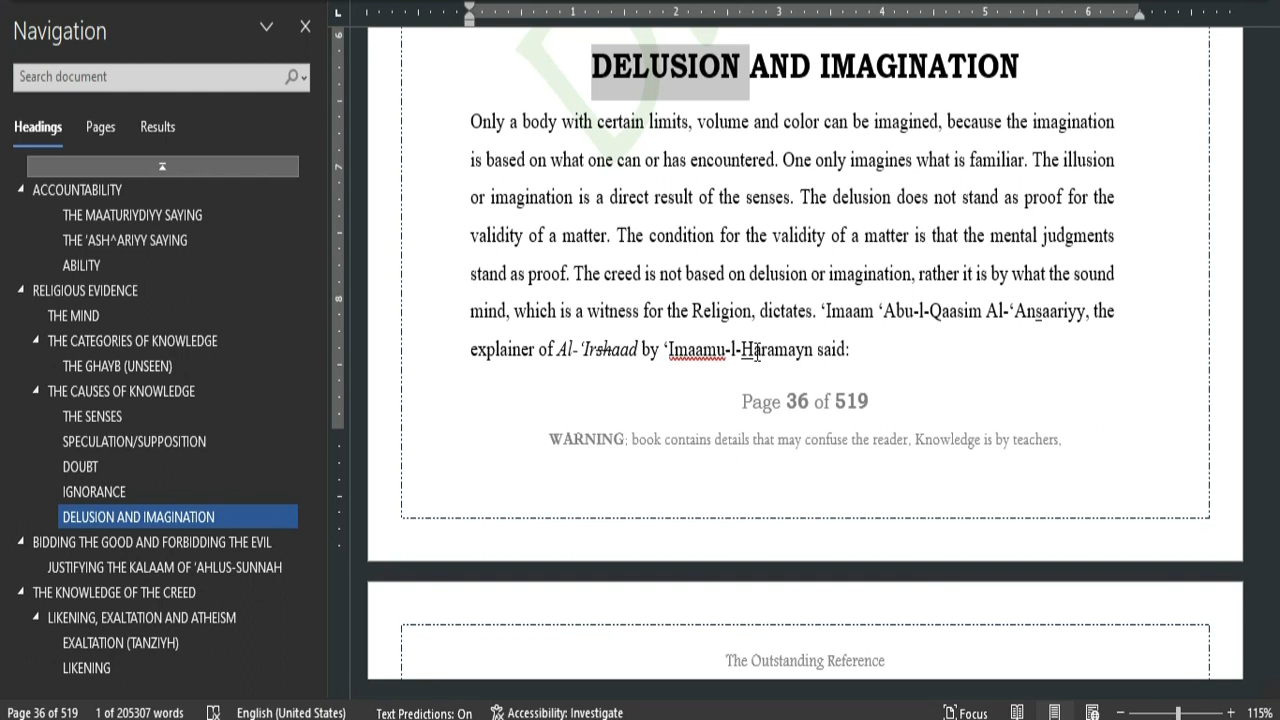 Navigation
Search document
Headings Pages Results
ACCOUNTABILITY
THE MAATURIYDIYY SAYING
THE 'ASH^ARIYY SAYING
ABILITY
RELIGIOUS EVIDENCE
THE MIND
THE CATEGORIES OF KNOWLEDGE
THE GHAYB (UNSEEN)
THE CAUSES OF KNOWLEDGE
THE SENSES
SPECULATION/SUPPOSITION
DOUBT
IGNORANCE
DELUSION AND IMAGINATION
BIDDING THE GOOD AND FORBIDDING THE EVIL
JUSTIFYING THE KALAAM OF 'AHLUS-SUNNAH
THE KNOWLEDGE OF THE CREED
LIKENING, EXALTATION AND ATHEISM
EXALTATION (TANZIYH)
LIKENING
1 2 3 4 5 6
6
7
8
DELUSION AND IMAGINATION
Only a body with certain limits, volume and color can be imagined, because the imagination
is based on what one can or has encountered. One only imagines what is familiar. The illusion
or imagination is a direct result of the senses. The delusion does not stand as proof for the
validity of a matter. The condition for the validity of a matter is that the mental judgments
stand as proof. The creed is not based on delusion or imagination, rather it is by what the sound
mind, which is a witness for the Religion, dictates. ‘Imaam ‘Abu-l-Qaasim Al-‘Ansaariyy, the
explainer of Al-‘Irshaad by ‘Imaamu-l-Haramayn said:
Page 36 of 519
WARNING; book contains details that may confuse the reader. Knowledge is by teachers.
The Outstanding Reference
Page 36 of 519 1 of 205307 words English (United States) Text Predictions: On Accessibility: Investigate Focus 115%